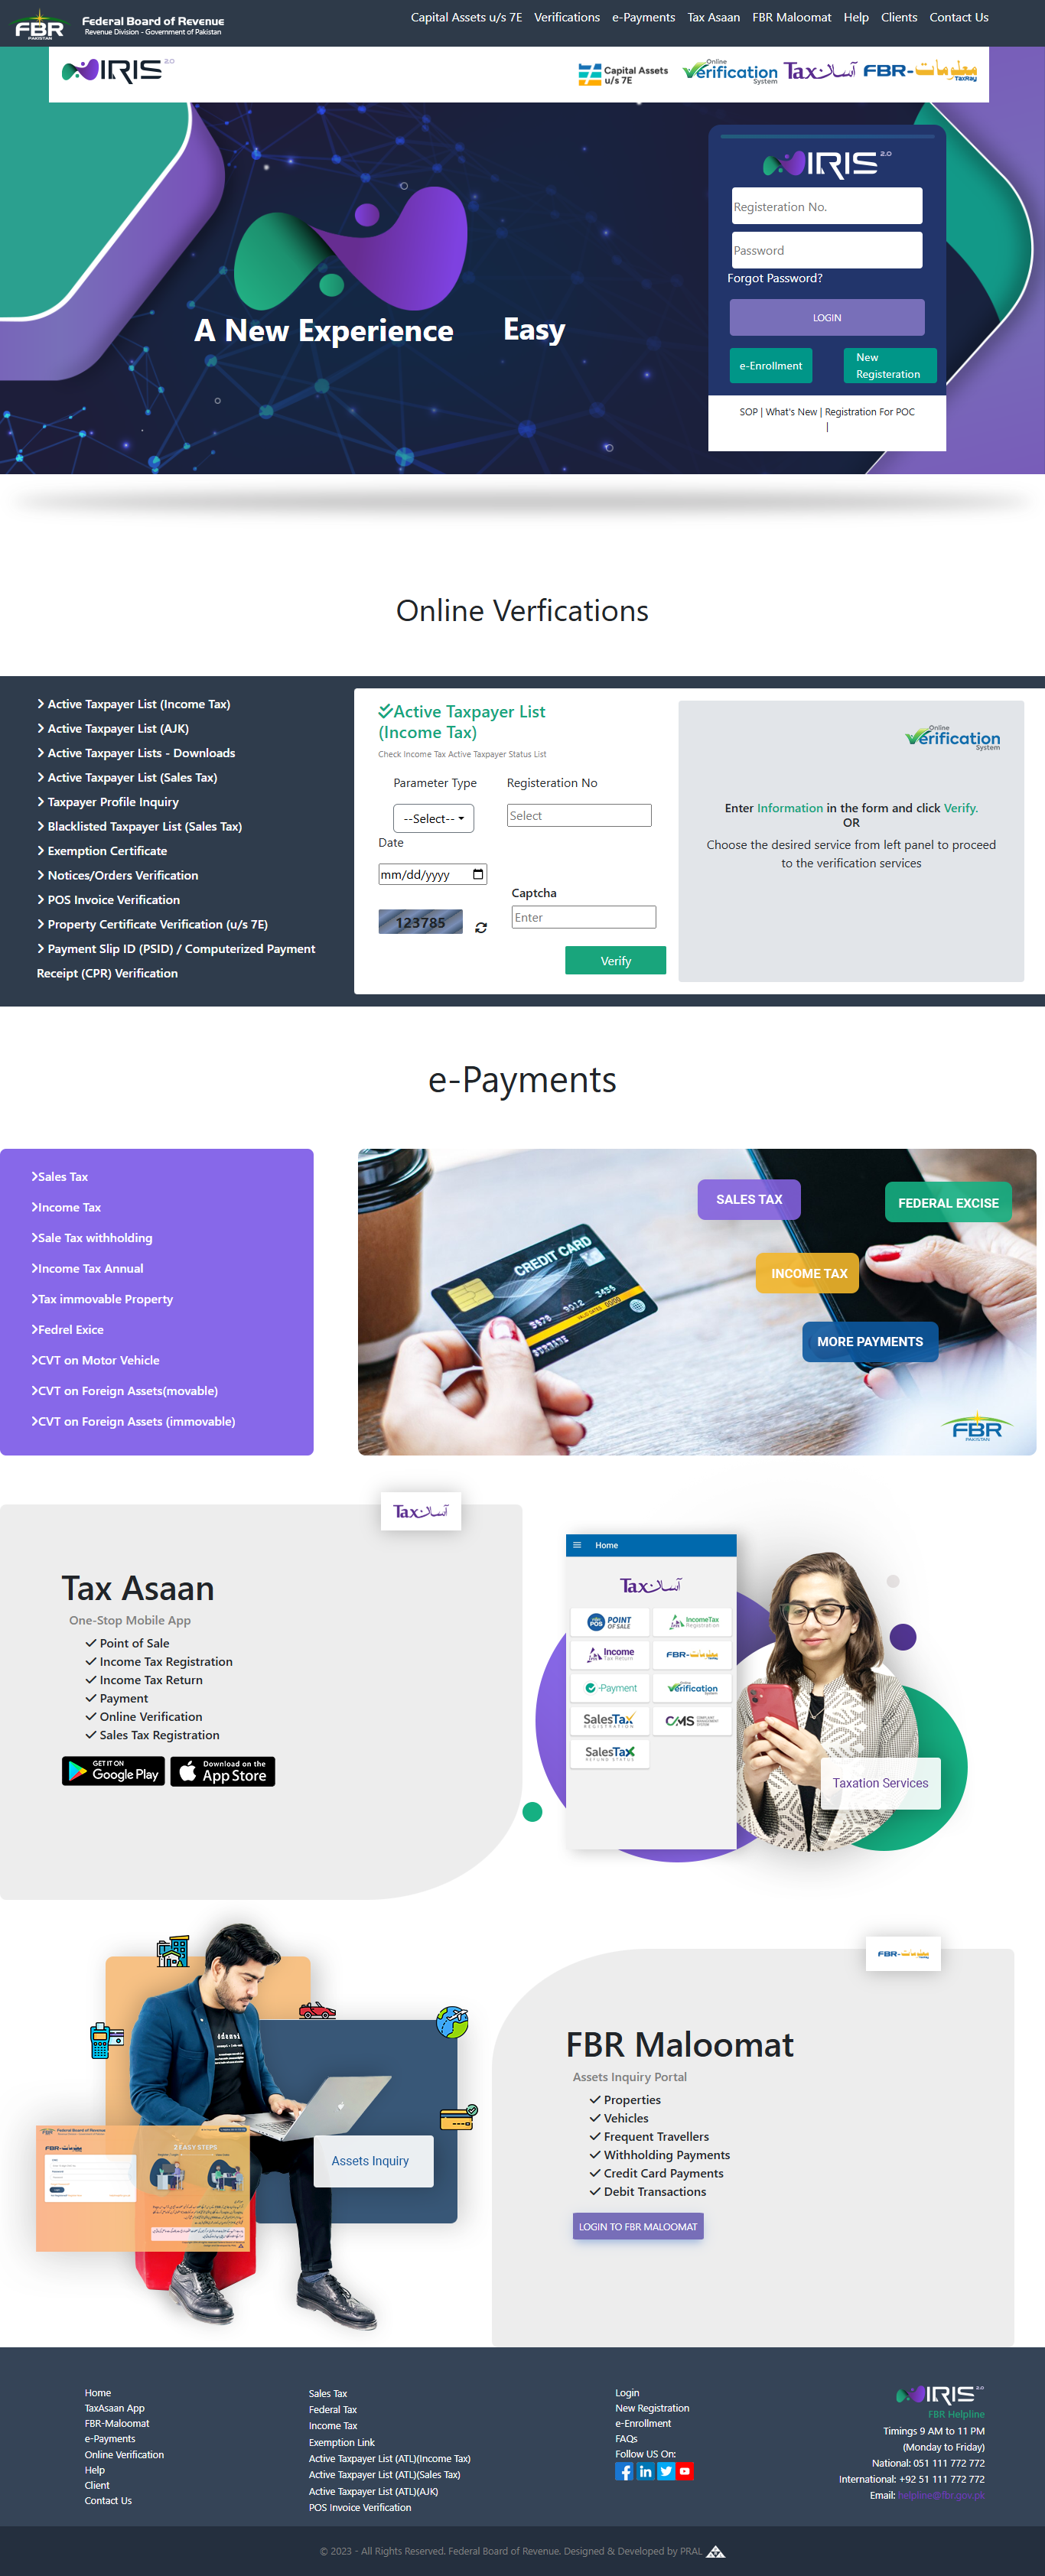 FBR
PAKISTAN
Federal Board of Revenue
Revenue Division - Government of Pakistan
Capital Assets u/s 7E
Verifications
e-Payments
Tax Asaan
FBR Maloomat
Help
Clients
Contact Us
IRIS 2.0
Capital Assets
u/s 7E
Online
Verification
System
Tax آسان
FBR-معلومات
TaxRay
IRIS 2.0
Registeration No.
Password
Forgot Password?
LOGIN
e-Enrollment
New
Registeration
SOP | What's New | Registration For POC
|
A New Experience
Easy
Online Verfications
Active Taxpayer List (Income Tax)
Active Taxpayer List (AJK)
Active Taxpayer Lists - Downloads
Active Taxpayer List (Sales Tax)
Taxpayer Profile Inquiry
Blacklisted Taxpayer List (Sales Tax)
Exemption Certificate
Notices/Orders Verification
POS Invoice Verification
Property Certificate Verification (u/s 7E)
Payment Slip ID (PSID) / Computerized Payment
Receipt (CPR) Verification
Active Taxpayer List
(Income Tax)
Check Income Tax Active Taxpayer Status List
Parameter Type
Registeration No
--Select--
Select
Date
mm/dd/yyyy
Captcha
123785
Enter
Verify
Online
Verification
System
Enter Information in the form and click Verify.
OR
Choose the desired service from left panel to proceed
to the verification services
e-Payments
Sales Tax
Income Tax
Sale Tax withholding
Income Tax Annual
Tax immovable Property
Fedrel Exice
CVT on Motor Vehicle
CVT on Foreign Assets(movable)
CVT on Foreign Assets (immovable)
CREDIT CARD
SALES TAX
FEDERAL EXCISE
INCOME TAX
MORE PAYMENTS
FBR
PAKISTAN
Tax آسان
Tax Asaan
One-Stop Mobile App
Point of Sale
Income Tax Registration
Income Tax Return
Payment
Online Verification
Sales Tax Registration
GET IT ON
Google Play
Download on the
App Store
Home
Tax آسان
POS POINT OF SALE
IncomeTax
Registration
Income
Tax Return
FBR-معلومات
e-Payment
Verification
SalesTax
REGISTRATION
CMS
SalesTax
REFUND STATUS
Taxation Services
Federal Board of Revenue
FBR-معلومات
2 EASY STEPS
Assets Inquiry
FBR-معلومات
FBR Maloomat
Assets Inquiry Portal
Properties
Vehicles
Frequent Travellers
Withholding Payments
Credit Card Payments
Debit Transactions
LOGIN TO FBR MALOOMAT
Home
TaxAsaan App
FBR-Maloomat
e-Payments
Online Verification
Help
Client
Contact Us
Sales Tax
Federal Tax
Income Tax
Exemption Link
Active Taxpayer List (ATL)(Income Tax)
Active Taxpayer List (ATL)(Sales Tax)
Active Taxpayer List (ATL)(AJK)
POS Invoice Verification
Login
New Registration
e-Enrollment
FAQs
Follow US On:
IRIS 2.0
FBR Helpline
Timings 9 AM to 11 PM
(Monday to Friday)
National: 051 111 772 772
International: +92 51 111 772 772
Email: helpline@fbr.gov.pk
© 2023 - All Rights Reserved. Federal Board of Revenue. Designed & Developed by PRAL